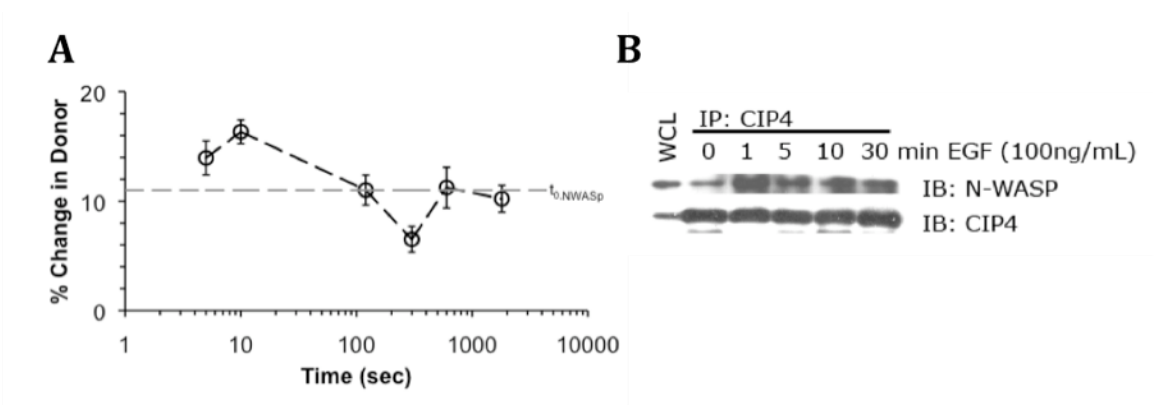 A
% Change in Donor
20
10
0
t0,NWASp
1
10
100
1000
10000
Time (sec)
B
WCL
IP: CIP4
0 1 5 10 30 min EGF (100ng/mL)
IB: N-WASP
IB: CIP4